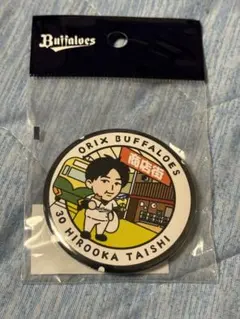 Buffaloes
ORIX BUFFALOES
商店街
30 HIROOKA TAISHI